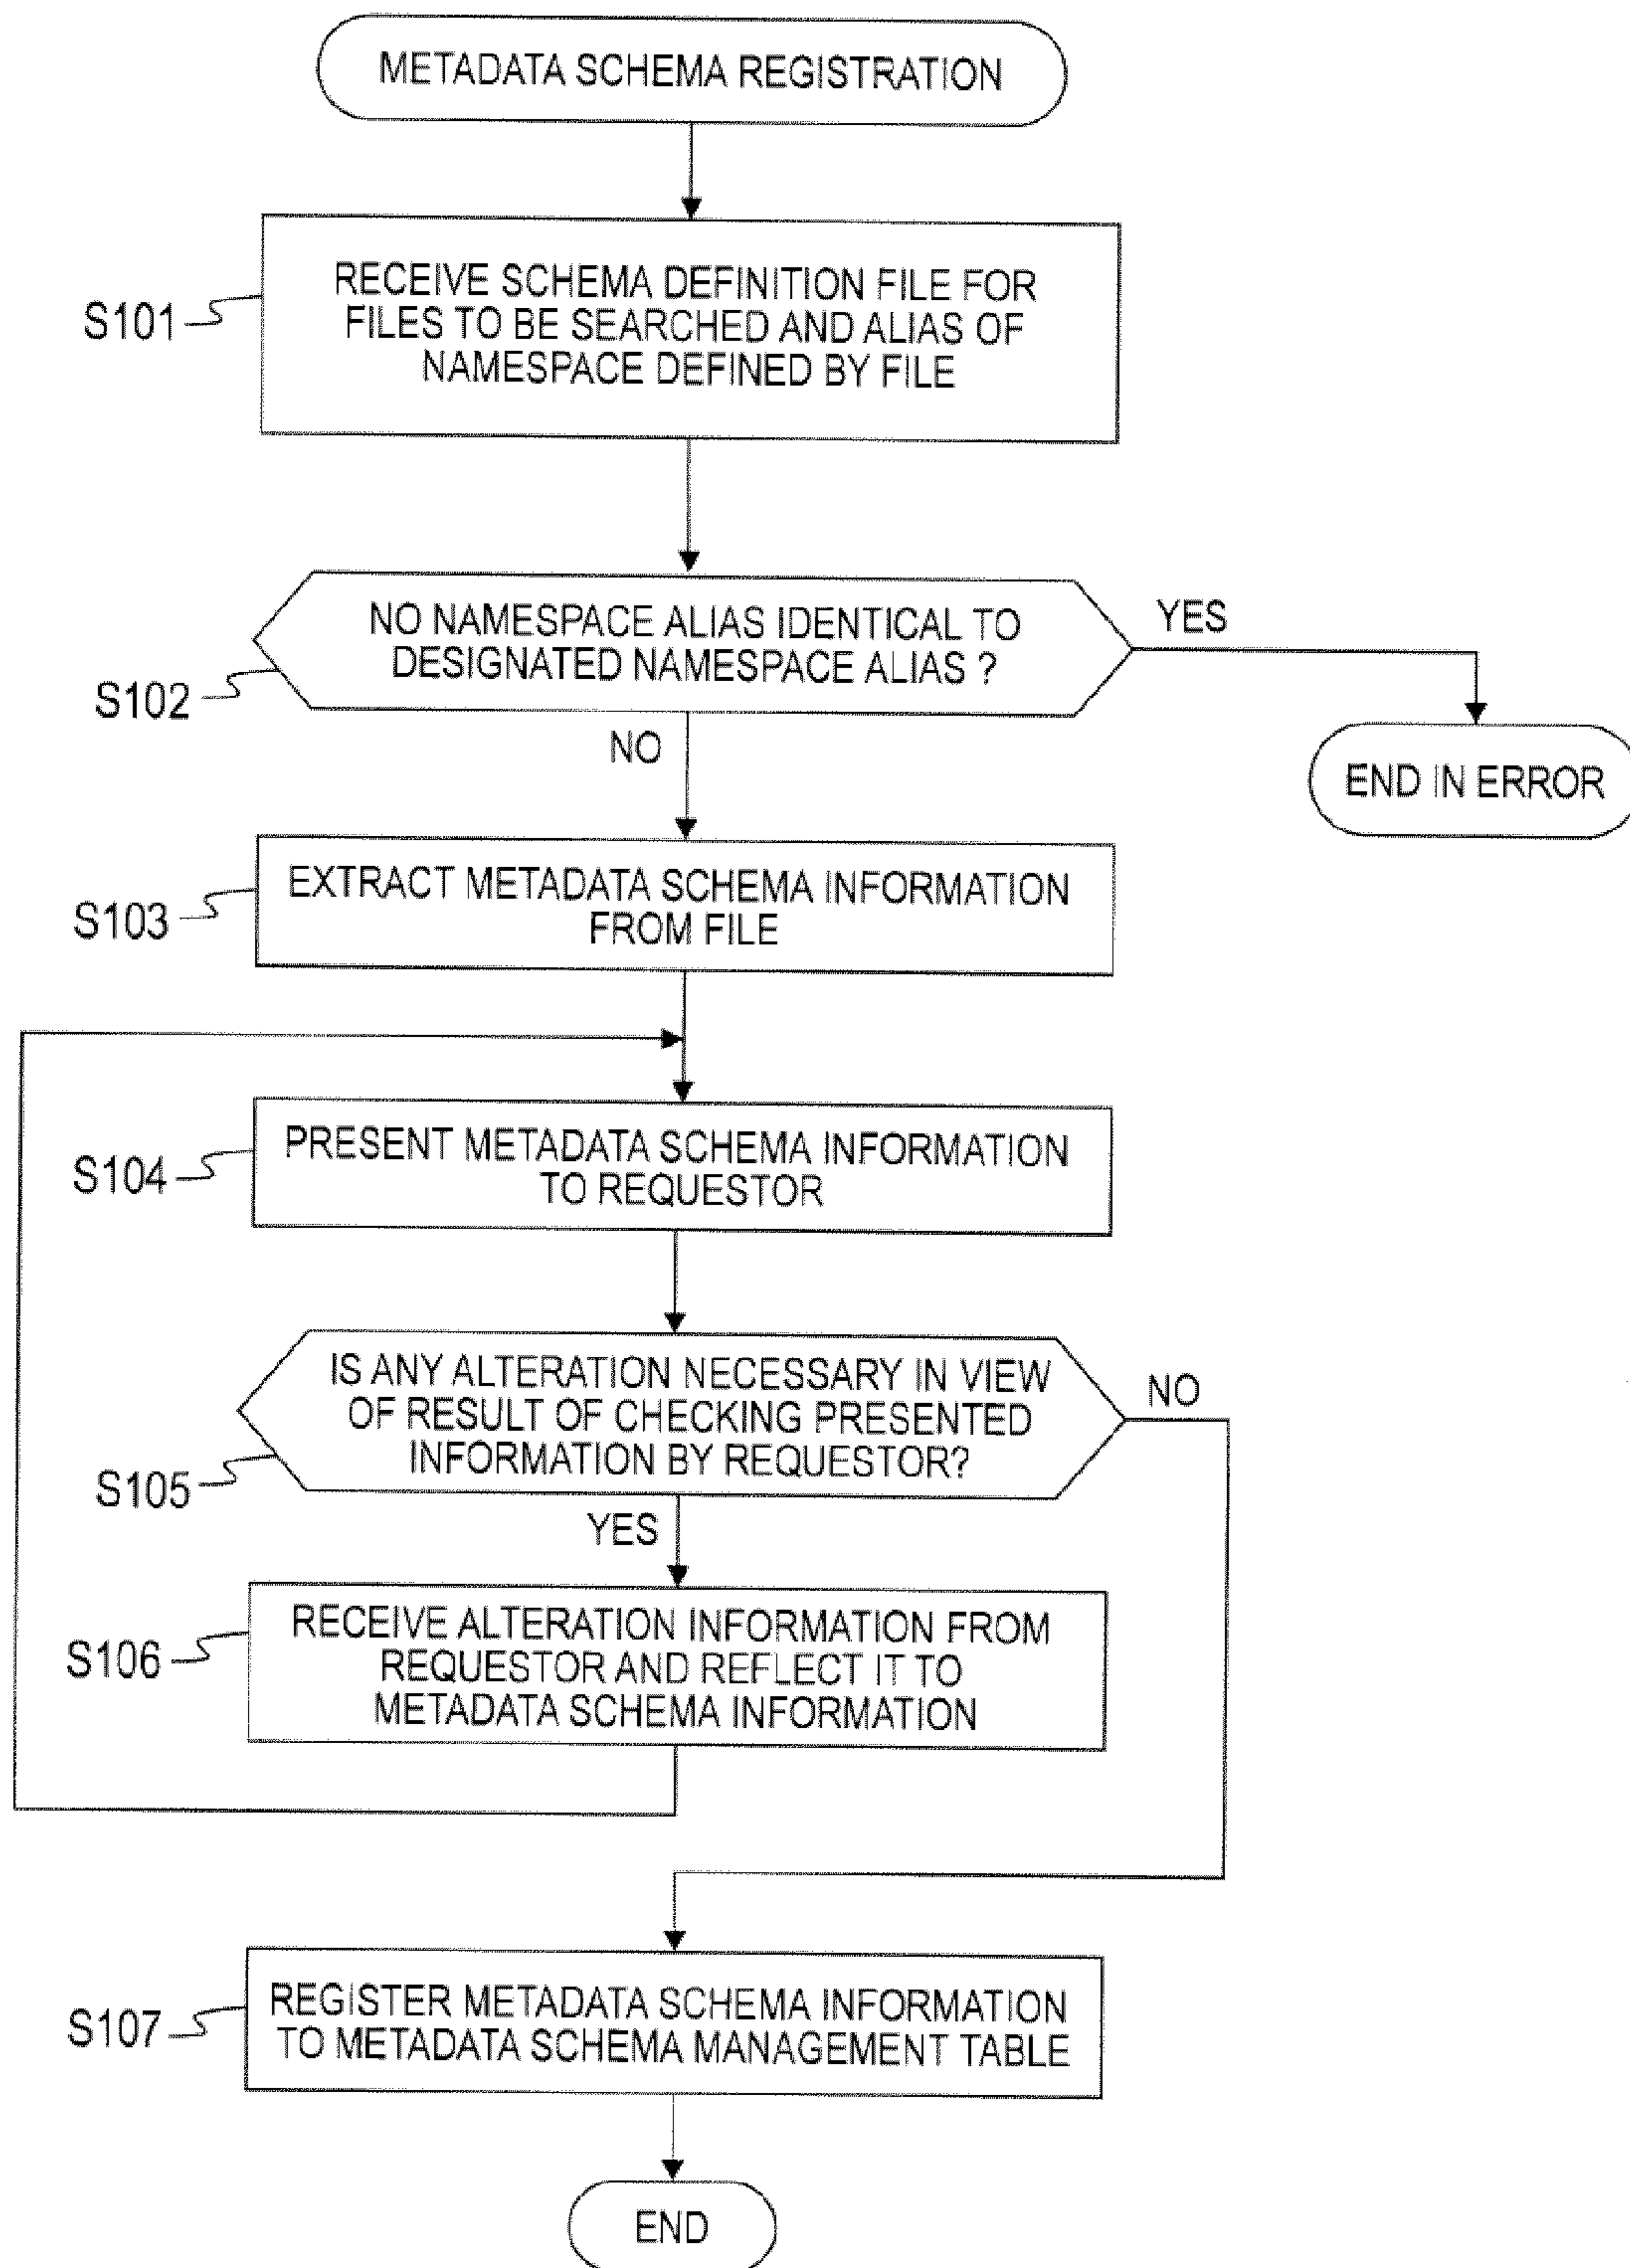 METADATA SCHEMA REGISTRATION
S101
RECEIVE SCHEMA DEFINITION FILE FOR
FILES TO BE SEARCHED AND ALIAS OF
NAMESPACE DEFINED BY FILE
S102
NO NAMESPACE ALIAS IDENTICAL TO
DESIGNATED NAMESPACE ALIAS ?
YES
END IN ERROR
NO
S103
EXTRACT METADATA SCHEMA INFORMATION
FROM FILE
S104
PRESENT METADATA SCHEMA INFORMATION
TO REQUESTOR
S105
IS ANY ALTERATION NECESSARY IN VIEW
OF RESULT OF CHECKING PRESENTED
INFORMATION BY REQUESTOR?
NO
YES
S106
RECEIVE ALTERATION INFORMATION FROM
REQUESTOR AND REFLECT IT TO
METADATA SCHEMA INFORMATION
S107
REGISTER METADATA SCHEMA INFORMATION
TO METADATA SCHEMA MANAGEMENT TABLE
END